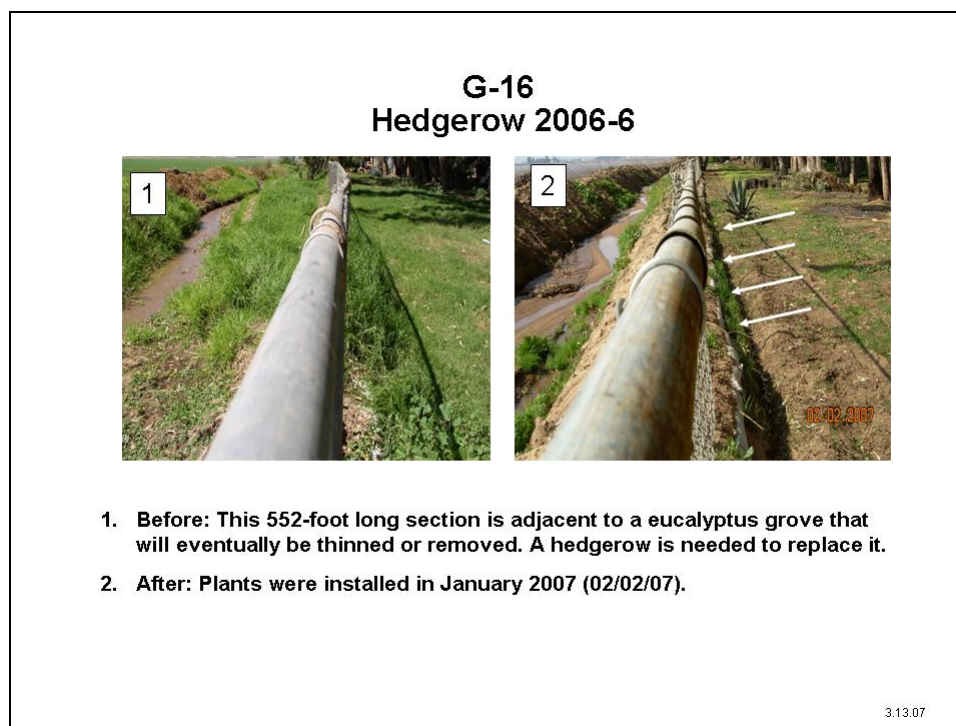 G-16
Hedgerow 2006-6
1
2
02.02.2007
1. Before: This 552-foot long section is adjacent to a eucalyptus grove that
will eventually be thinned or removed. A hedgerow is needed to replace it.
2. After: Plants were installed in January 2007 (02/02/07).
3.13.07